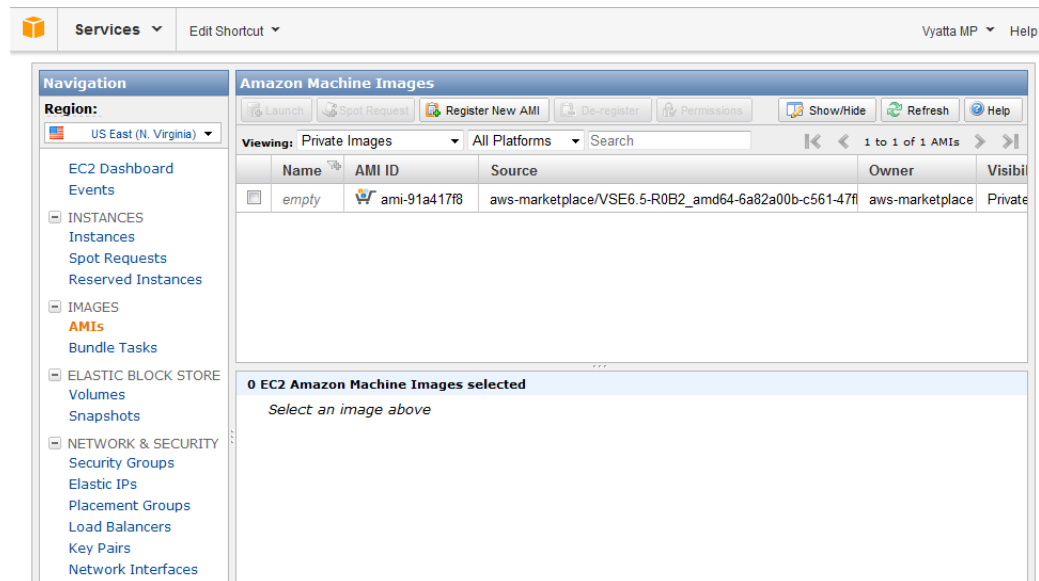 Services Edit Shortcut Vyatta MP Help
Navigation
Region:
US East (N. Virginia)
EC2 Dashboard
Events
INSTANCES
Instances
Spot Requests
Reserved Instances
IMAGES
AMIs
Bundle Tasks
ELASTIC BLOCK STORE
Volumes
Snapshots
NETWORK & SECURITY
Security Groups
Elastic IPs
Placement Groups
Load Balancers
Key Pairs
Network Interfaces
Amazon Machine Images
Launch Spot Request Register New AMI De-register Permissions Show/Hide Refresh Help
Viewing: Private Images All Platforms Search 1 to 1 of 1 AMIs
Name AMI ID Source Owner Visibil
empty ami-91a417f8 aws-marketplace/VSE6.5-R0B2_amd64-6a82a00b-c561-47fl aws-marketplace Private
0 EC2 Amazon Machine Images selected
Select an image above